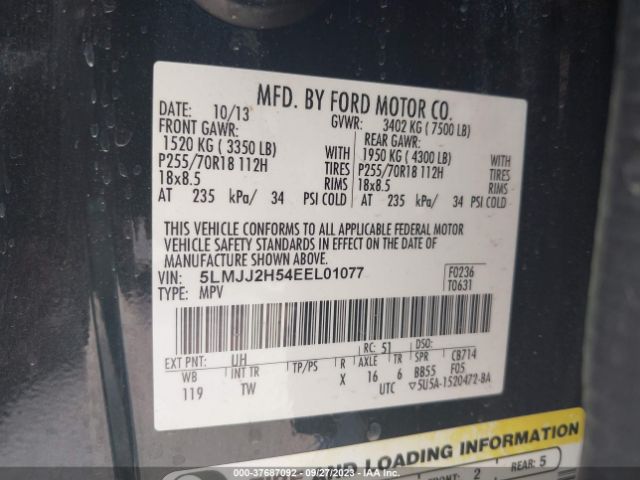 MFD. BY FORD MOTOR CO.
DATE: 10/13 GVWR: 3402 KG ( 7500 LB)
FRONT GAWR: REAR GAWR:
1520 KG ( 3350 LB) WITH 1950 KG ( 4300 LB) WITH
P255/70R18 112H TIRES P255/70R18 112H TIRES
18x8.5 RIMS 18x8.5 RIMS
AT 235 kPa/ 34 PSI COLD AT 235 kPa/ 34 PSI COLD
THIS VEHICLE CONFORMS TO ALL APPLICABLE FEDERAL MOTOR
VEHICLE SAFETY STANDARDS IN EFFECT ON THE DATE OF
MANUFACTURE SHOWN ABOVE.
VIN: 5LMJJ2H54EEL01077 F0236
TYPE: MPV T0631
EXT PNT: UH RC: 51 DSO:
WB INT TR TP/PS R AXLE TR SPR CB714
119 TW X 16 6 BB55 F05
UTC ▽5U5A-1520472-BA
LOADING INFORMATION
FRONT: 2 REAR: 5
000-37687092 - 09/27/2023 - IAA Inc.